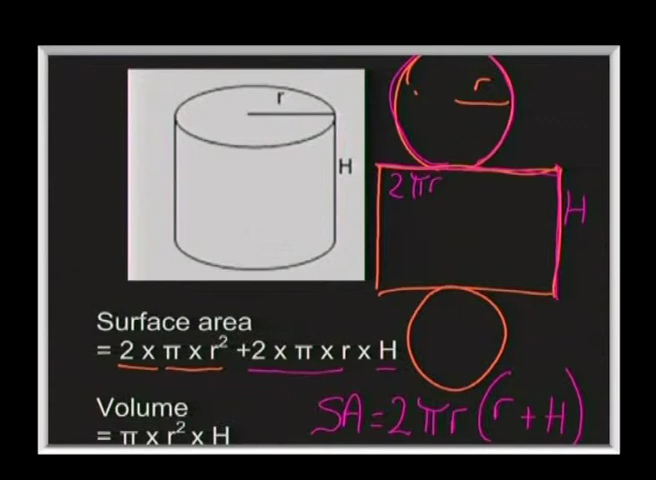 r
H
r
2πr
H
Surface area
= 2 x π x r² +2 x π x r x H
Volume
= π x r² x H
SA=2πr(r+H)